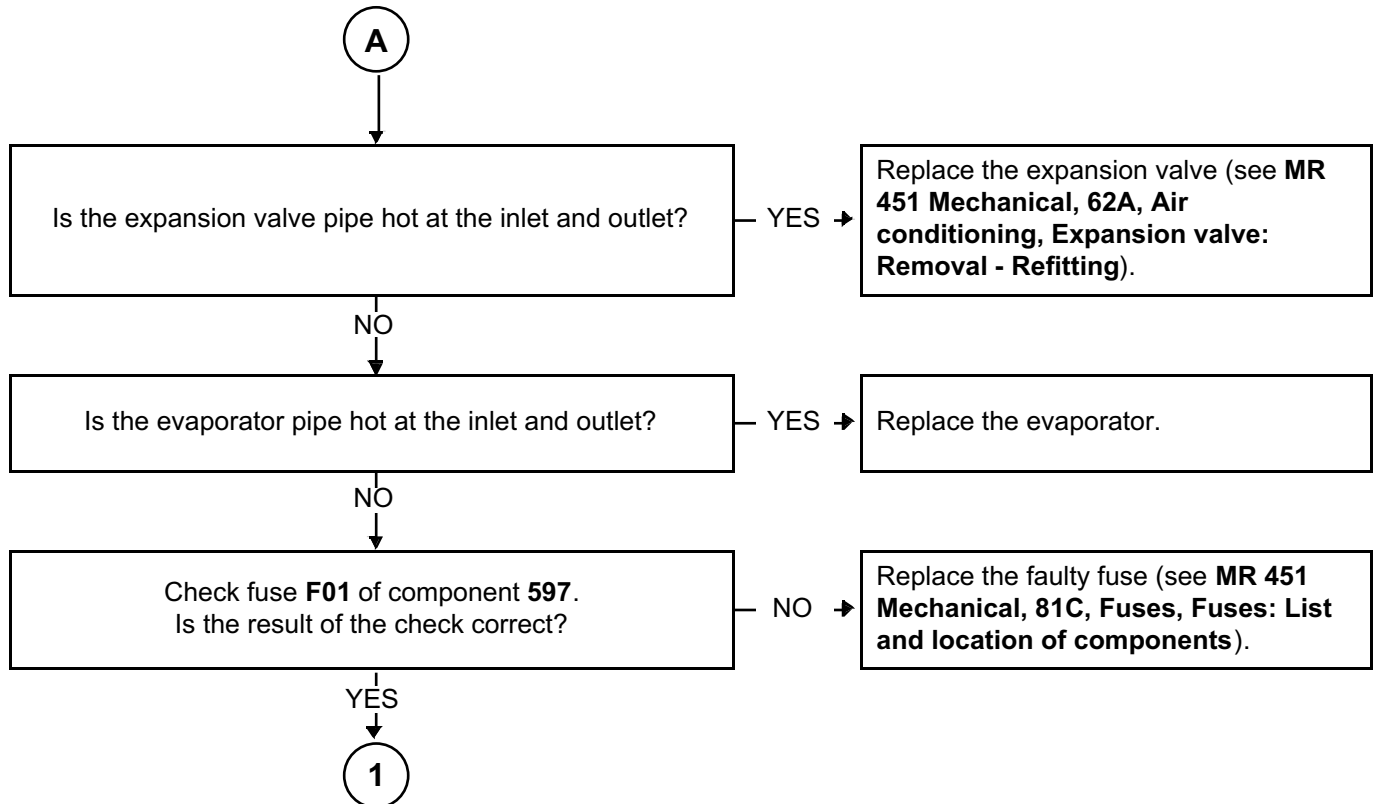 A
Is the expansion valve pipe hot at the inlet and outlet?
YES
Replace the expansion valve (see MR
451 Mechanical, 62A, Air
conditioning, Expansion valve:
Removal - Refitting).
NO
Is the evaporator pipe hot at the inlet and outlet?
YES
Replace the evaporator.
NO
Check fuse F01 of component 597.
Is the result of the check correct?
NO
Replace the faulty fuse (see MR 451
Mechanical, 81C, Fuses, Fuses: List
and location of components).
YES
1